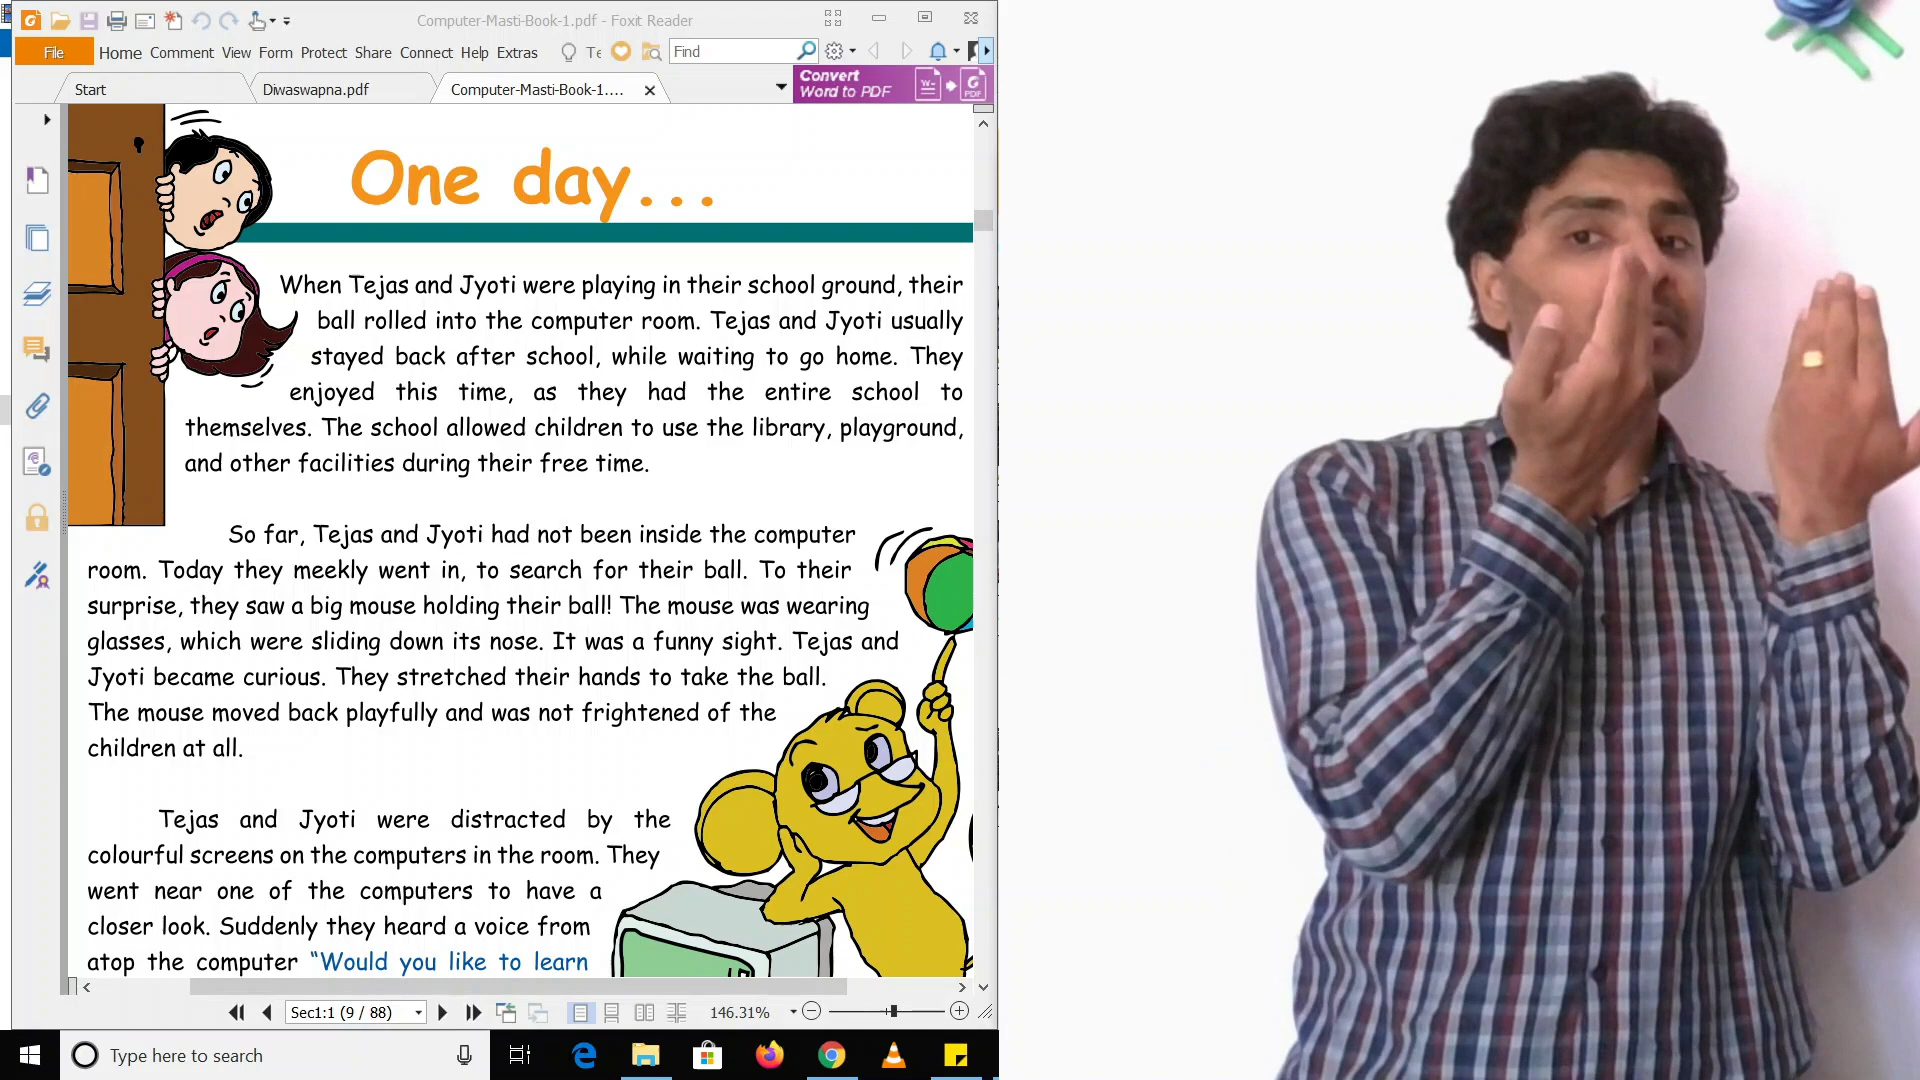 Computer-Masti-Book-1.pdf - Foxit Reader
File Home Comment View Form Protect Share Connect Help Extras Te Find
Start Diwaswapna.pdf Computer-Masti-Book-1.... Convert
Word to PDF
One day...
When Tejas and Jyoti were playing in their school ground, their
ball rolled into the computer room. Tejas and Jyoti usually
stayed back after school, while waiting to go home. They
enjoyed this time, as they had the entire school to
themselves. The school allowed children to use the library, playground,
and other facilities during their free time.
So far, Tejas and Jyoti had not been inside the computer
room. Today they meekly went in, to search for their ball. To their
surprise, they saw a big mouse holding their ball! The mouse was wearing
glasses, which were sliding down its nose. It was a funny sight. Tejas and
Jyoti became curious. They stretched their hands to take the ball.
The mouse moved back playfully and was not frightened of the
children at all.
Tejas and Jyoti were distracted by the
colourful screens on the computers in the room. They
went near one of the computers to have a
closer look. Suddenly they heard a voice from
atop the computer “Would you like to learn
Sec1:1 (9 / 88) 146.31%
Type here to search